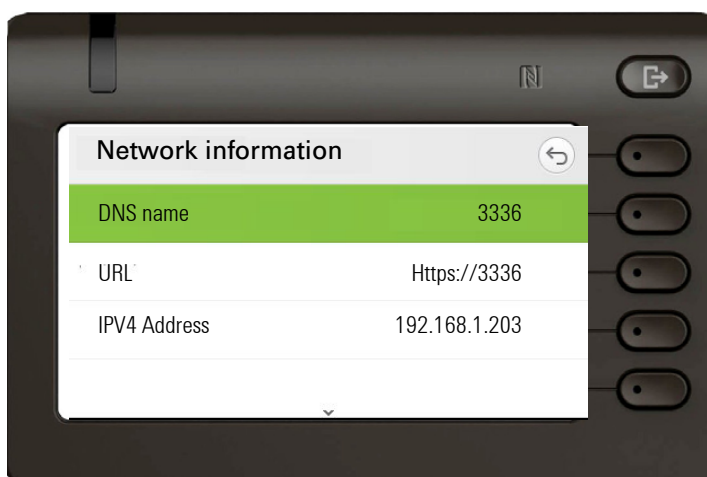 Network information
DNS name 3336
URL Https://3336
IPV4 Address 192.168.1.203